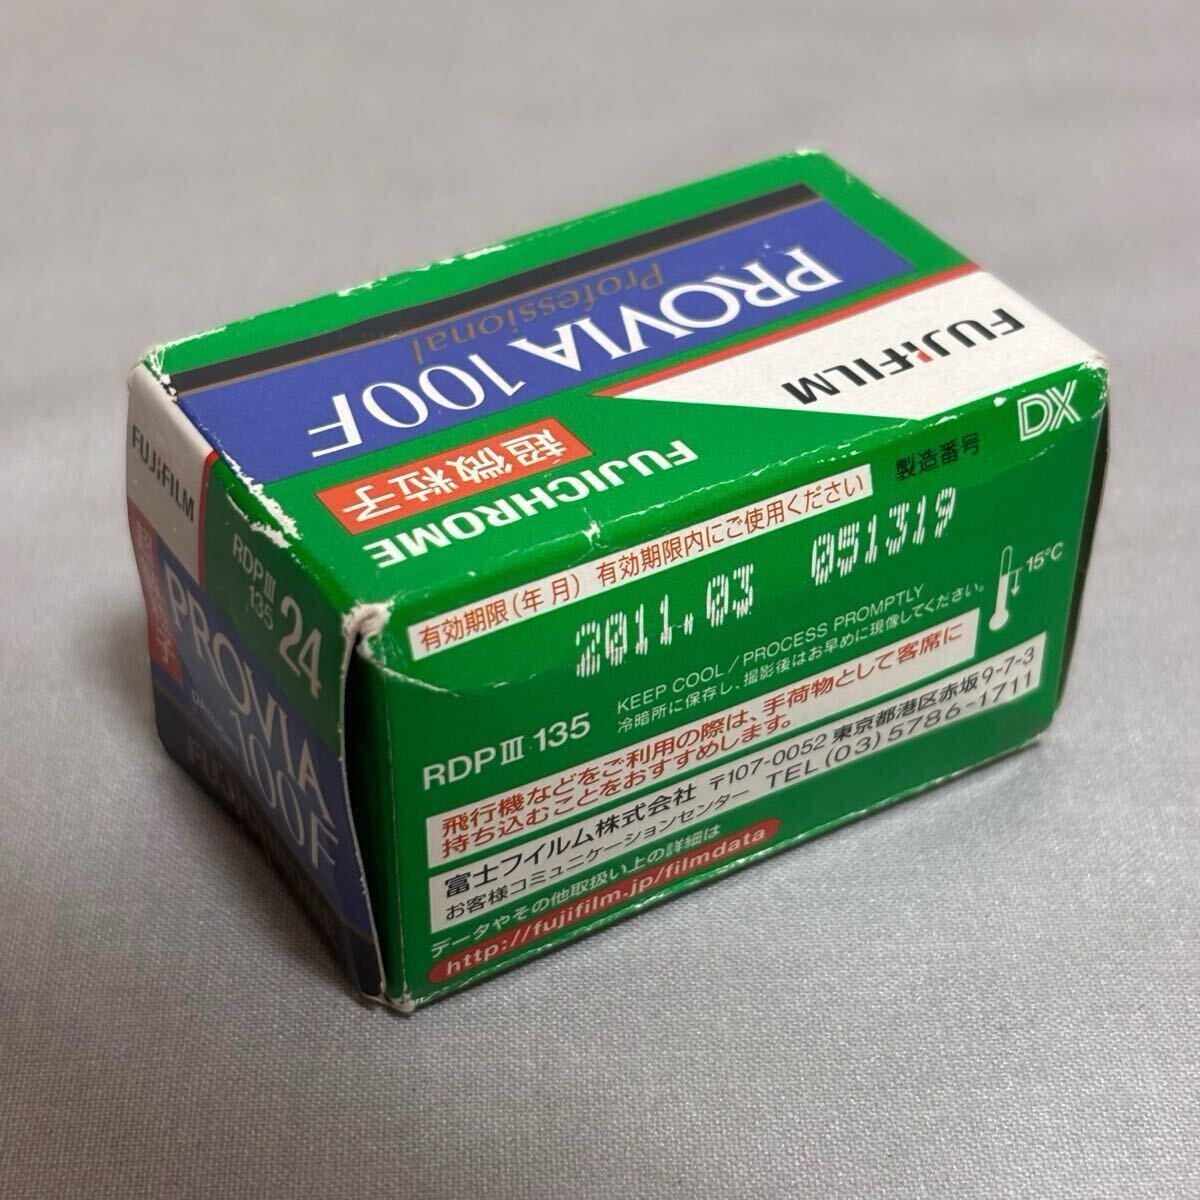 PROVIA 100F
Professional
FUJIFILM
FUJICHROME
超微粒子
DX
FUJIFILM
RDPIII
135
24
超微粒子
PROVIA
100F
有効期限(年月) 有効期限内にご使用ください
製造番号
2011.03 051319
KEEP COOL/PROCESS PROMPTLY
冷暗所に保存し、撮影後はお早めに現像してください。
15°C
RDPIII 135
飛行機などをご利用の際は、手荷物として客席に
持ち込むことをおすすめします。
富士フイルム株式会社 〒107-0052 東京都港区赤坂9-7-3
お客様コミュニケーションセンター TEL (03) 5786-1711
データやその他取扱い上の詳細は
http://fujifilm.jp/filmdata